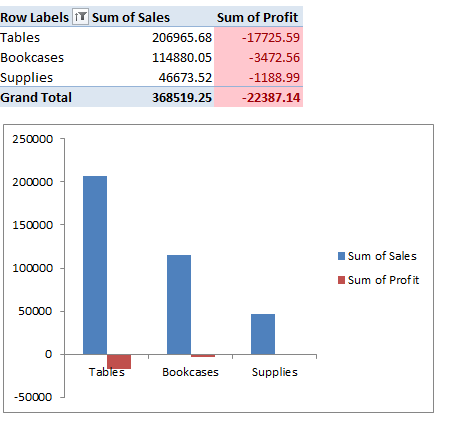 Row Labels Sum of Sales Sum of Profit
Tables 206965.68 -17725.59
Bookcases 114880.05 -3472.56
Supplies 46673.52 -1188.99
Grand Total 368519.25 -22387.14
250000
200000
150000
100000
50000
0
-50000
Tables Bookcases Supplies
Sum of Sales
Sum of Profit